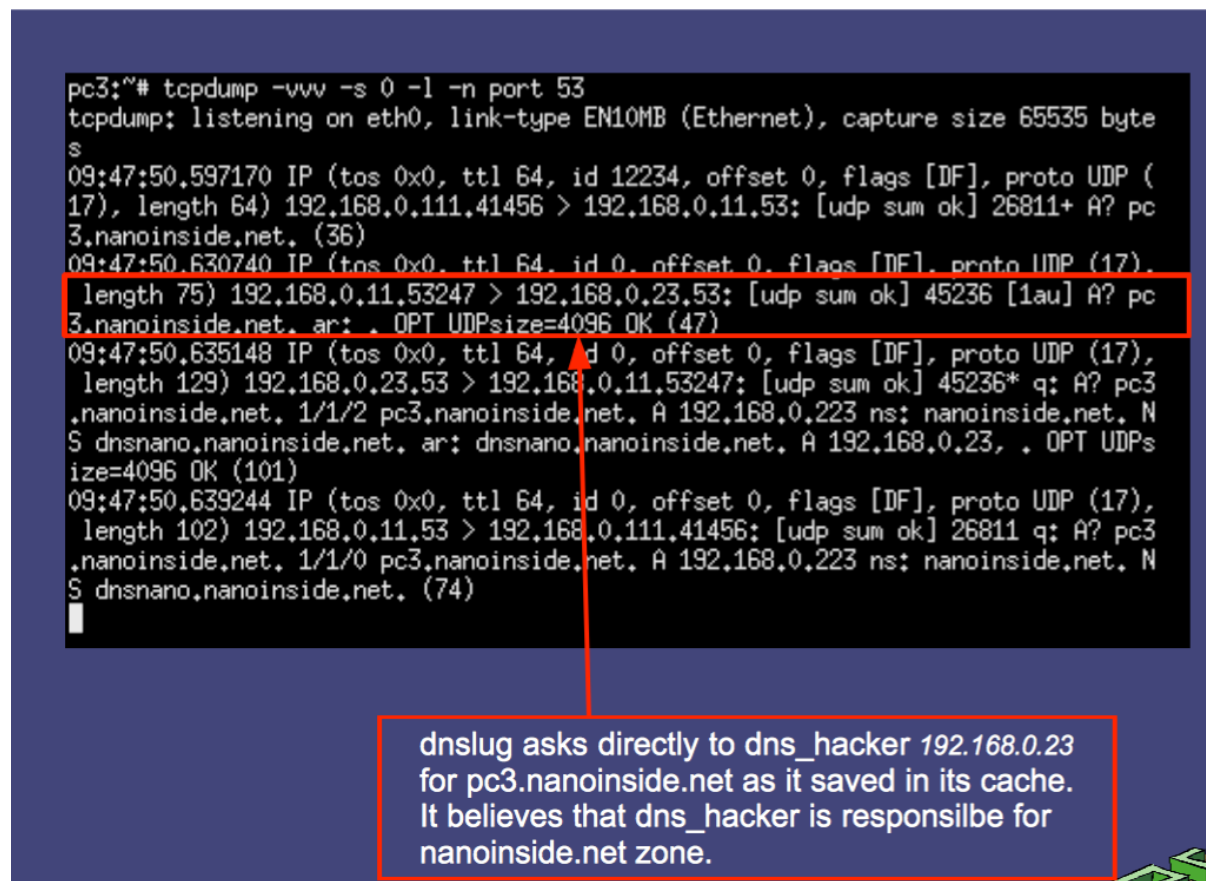 pc3:~# tcpdump -vvv -s 0 -l -n port 53
tcpdump: listening on eth0, link-type EN10MB (Ethernet), capture size 65535 byte
s
09:47:50.597170 IP (tos 0x0, ttl 64, id 12234, offset 0, flags [DF], proto UDP (
17), length 64) 192.168.0.111.41456 > 192.168.0.11.53: [udp sum ok] 26811+ A? pc
3.nanoinside.net. (36)
09:47:50.630740 IP (tos 0x0, ttl 64, id 0, offset 0, flags [DF], proto UDP (17),
length 75) 192.168.0.11.53247 > 192.168.0.23.53: [udp sum ok] 45236 [1au] A? pc
3.nanoinside.net. ar: . OPT UDPsize=4096 OK (47)
09:47:50.635148 IP (tos 0x0, ttl 64, id 0, offset 0, flags [DF], proto UDP (17),
length 129) 192.168.0.23.53 > 192.168.0.11.53247: [udp sum ok] 45236* q: A? pc3
.nanoinside.net. 1/1/2 pc3.nanoinside.net. A 192.168.0.223 ns: nanoinside.net. N
S dnsnano.nanoinside.net. ar: dnsnano.nanoinside.net. A 192.168.0.23, . OPT UDPs
ize=4096 OK (101)
09:47:50.639244 IP (tos 0x0, ttl 64, id 0, offset 0, flags [DF], proto UDP (17),
length 102) 192.168.0.11.53 > 192.168.0.111.41456: [udp sum ok] 26811 q: A? pc3
.nanoinside.net. 1/1/0 pc3.nanoinside.net. A 192.168.0.223 ns: nanoinside.net. N
S dnsnano.nanoinside.net. (74)
dnslug asks directly to dns_hacker 192.168.0.23
for pc3.nanoinside.net as it saved in its cache.
It believes that dns_hacker is responsilbe for
nanoinside.net zone.